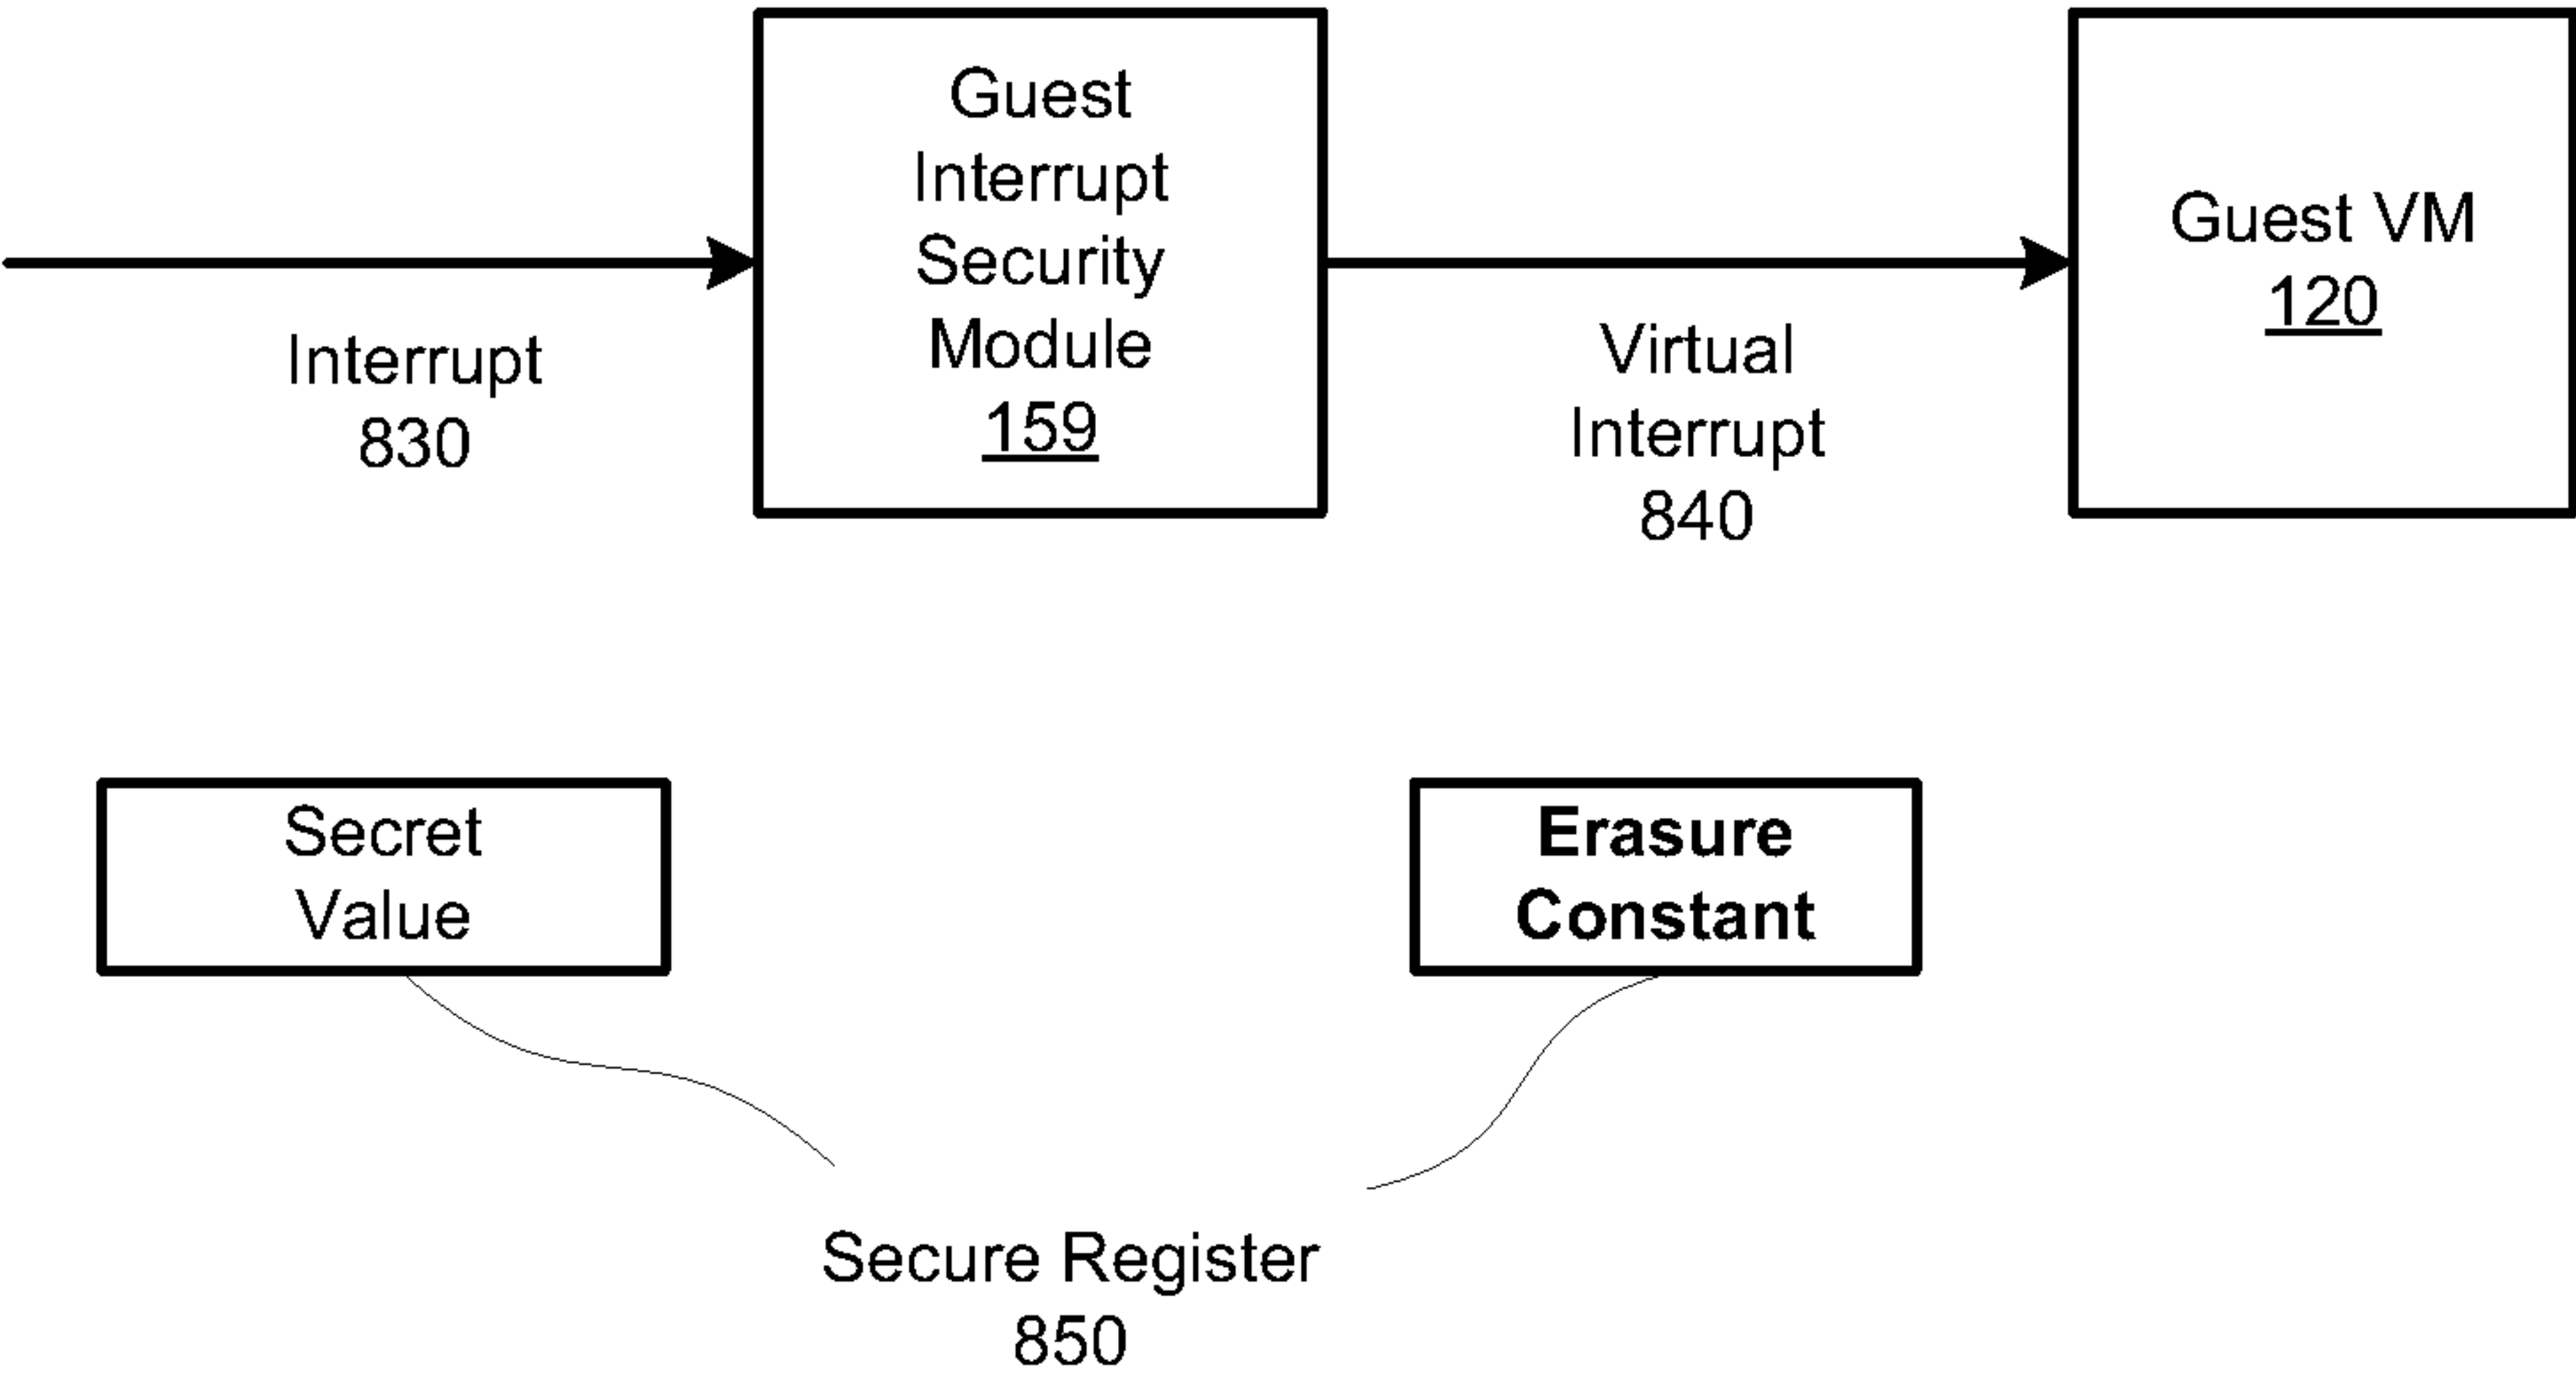 Guest
Interrupt
Security
Module
159
Guest VM
120
Interrupt
830
Virtual
Interrupt
840
Secret
Value
Erasure
Constant
Secure Register
850